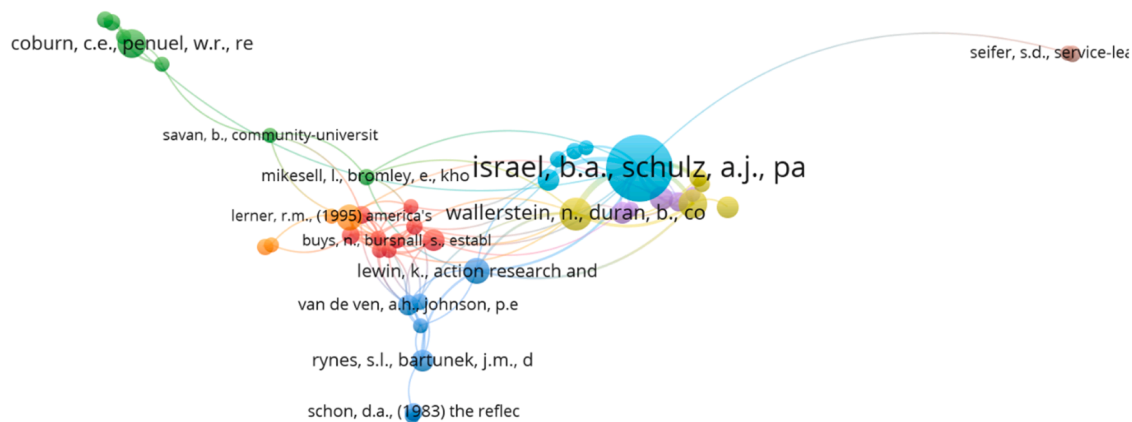 coburn, c.e., penuel, w.r., re
seifer, s.d., service-lea
savan, b., community-universit
mikesell, l., bromley, e., kho
israel, b.a., schulz, a.j., pa
lerner, r.m., (1995) america's
wallerstein, n., duran, b., co
buys, n., bursnall, s., establ
lewin, k., action research and
van de ven, a.h., johnson, p.e
rynes, s.l., bartunek, j.m., d
schon, d.a., (1983) the reflec